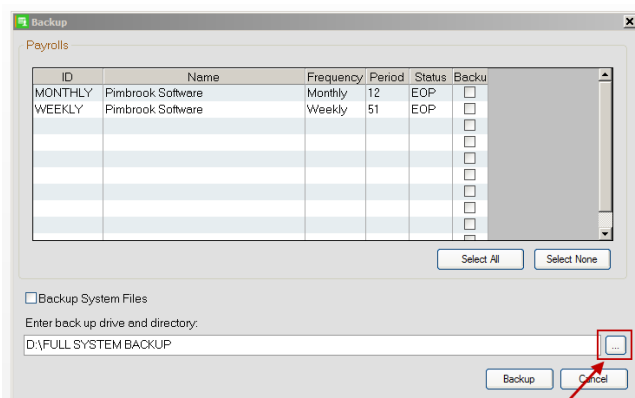 Backup
Payrolls
ID Name Frequency Period Status Backu
MONTHLY Pimbrook Software Monthly 12 EOP
WEEKLY Pimbrook Software Weekly 51 EOP
Select All Select None
Backup System Files
Enter back up drive and directory:
D:\FULL SYSTEM BACKUP ...
Backup Cancel